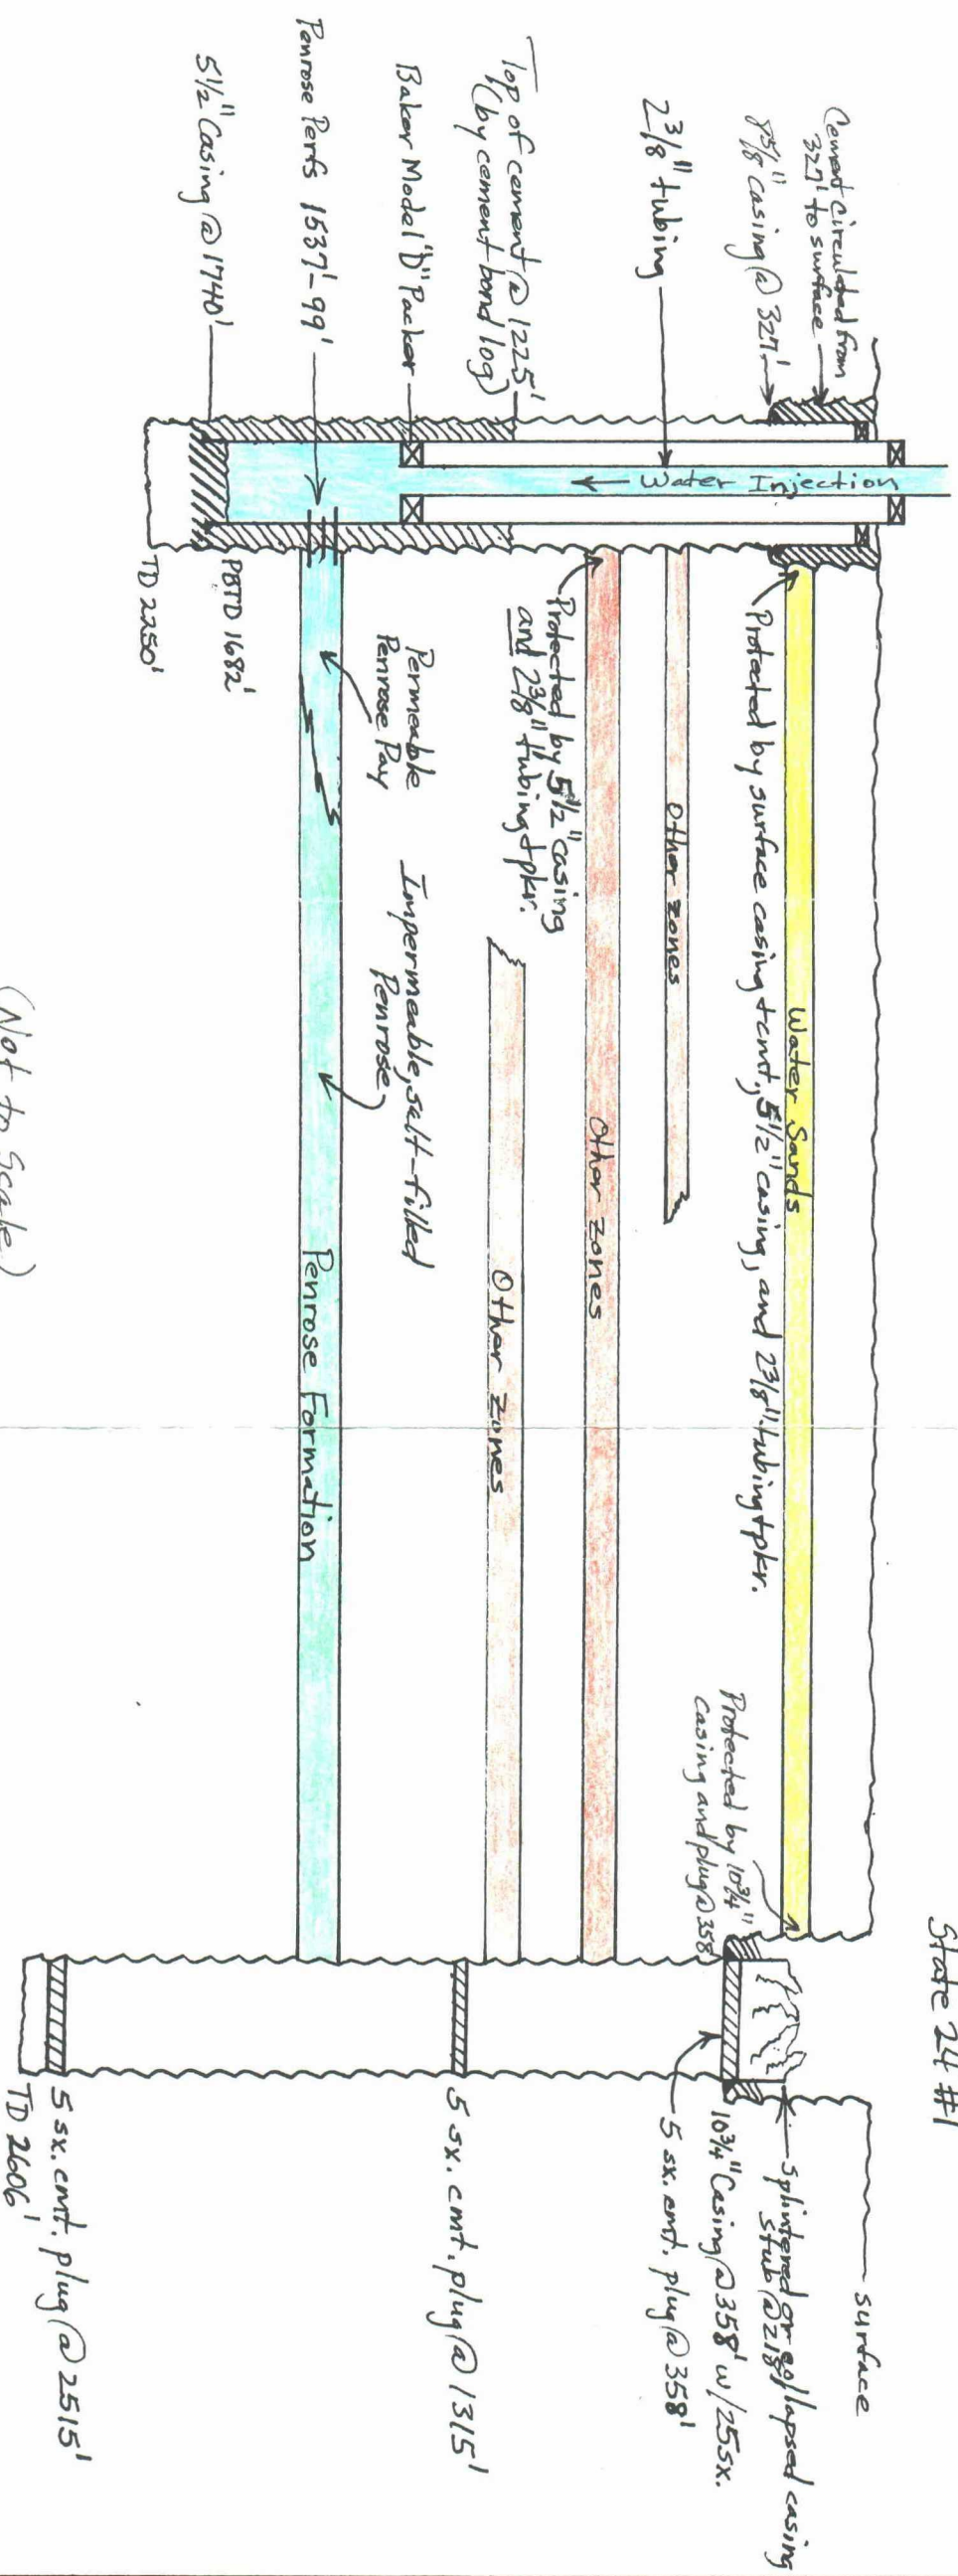 State 24 #1
Cement circulated from
327' to surface
8 5/8" casing @ 327'
2 3/8" tubing
Top of cement @ 1225'
(by cement bond log)
Baker Model "D" Packer
Penrose Perfs 1537'-99'
5 1/2" Casing @ 1740'
Water Injection
PBTD 1682'
TD 2250'
Water Sands
Protected by surface casing + cmt., 5 1/2" casing, and 2 3/8" tubing + pkr.
Other zones
Other zones
Protected by 5 1/2" casing
and 2 3/8" tubing + pkr.
Other zones
Permeable
Penrose Pay
Impermeable, salt-filled
Penrose
Penrose Formation
Protected by 10 3/4"
casing and plug @ 358'
surface
Splintered or collapsed casing
stub @ 218'
10 3/4" Casing @ 358' w/25sx.
5 sx. cmt. plug @ 358'
5 sx. cmt. plug @ 1315'
5 sx. cmt. plug @ 2515'
TD 2606'
(Not to Scale)